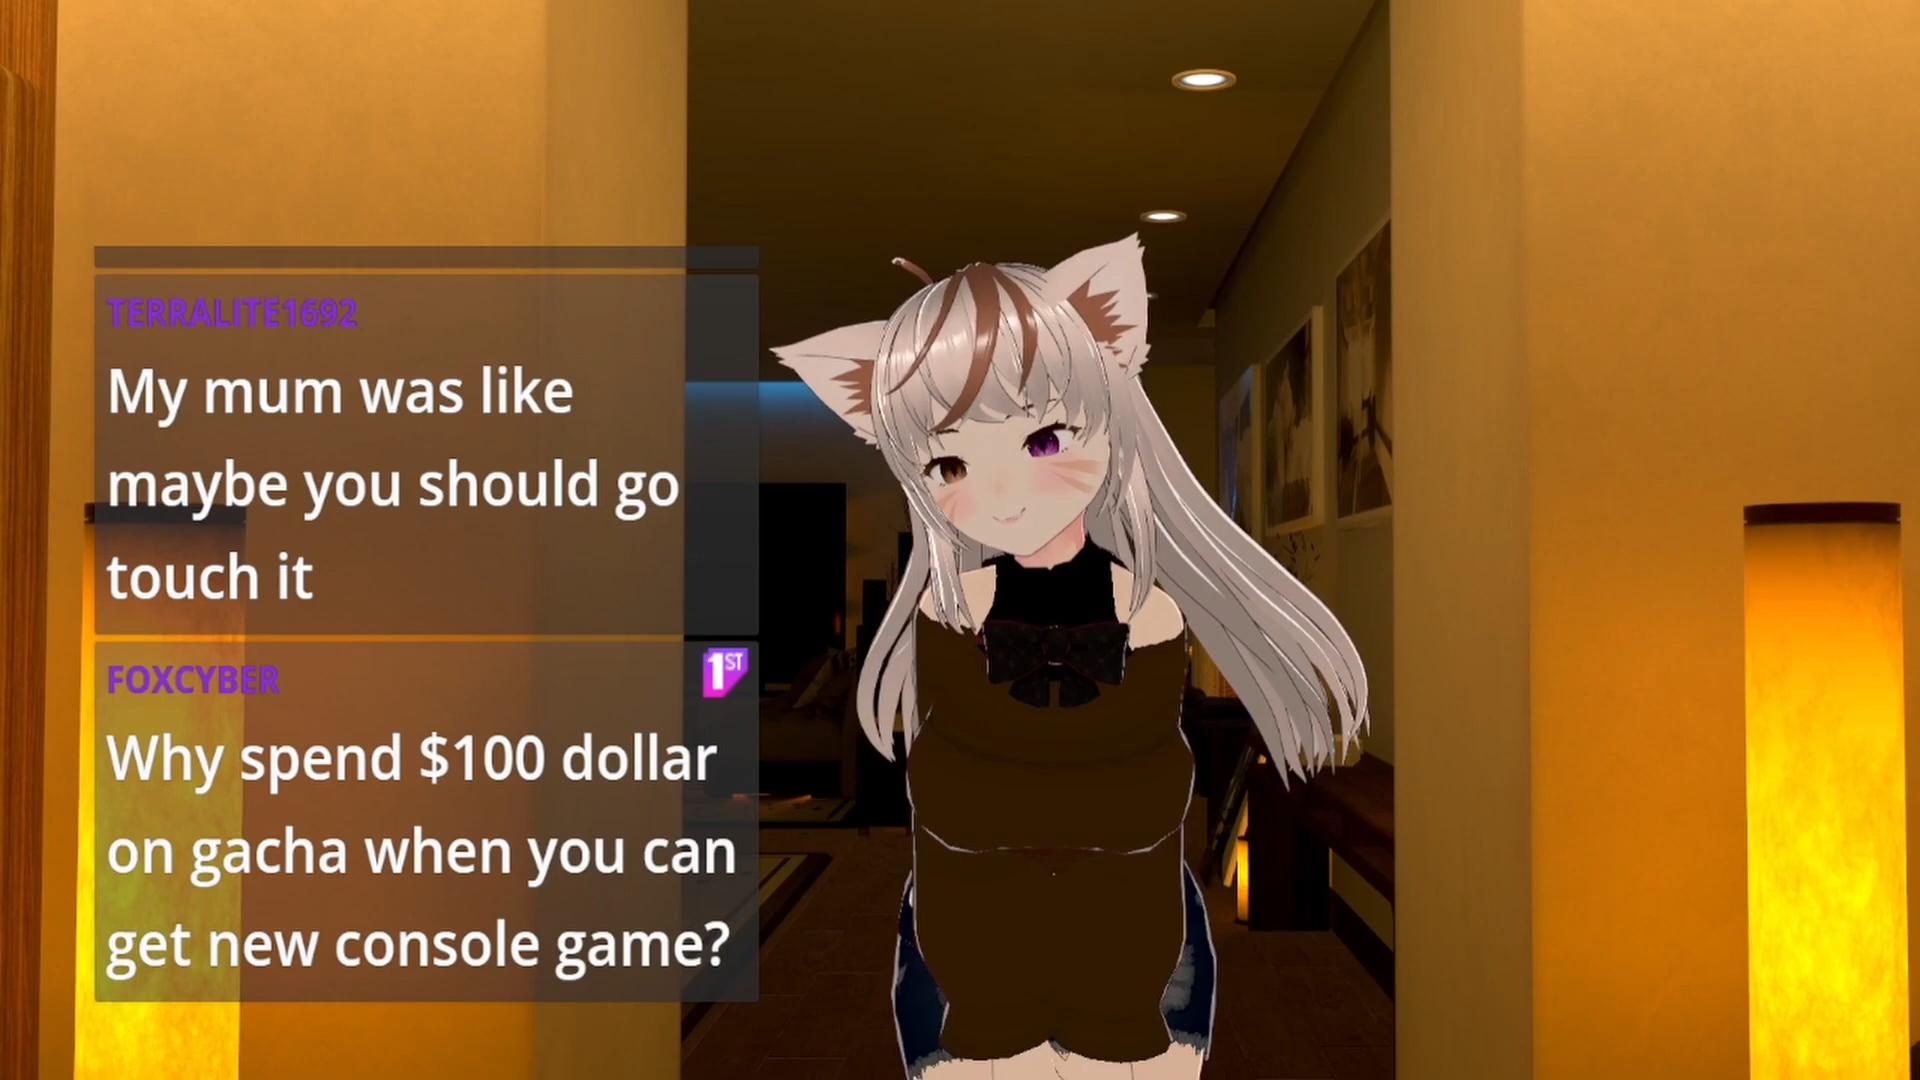 TERRALITE1692
My mum was like
maybe you should go
touch it
FOXCYBER
1ST
Why spend $100 dollar
on gacha when you can
get new console game?